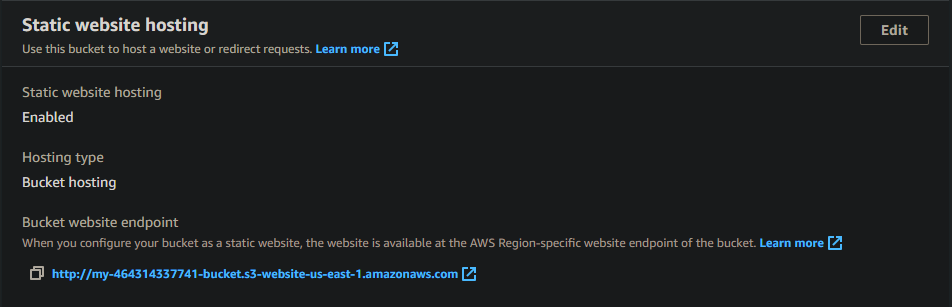 Static website hosting
Edit
Use this bucket to host a website or redirect requests. Learn more
Static website hosting
Enabled
Hosting type
Bucket hosting
Bucket website endpoint
When you configure your bucket as a static website, the website is available at the AWS Region-specific website endpoint of the bucket. Learn more
http://my-464314337741-bucket.s3-website-us-east-1.amazonaws.com